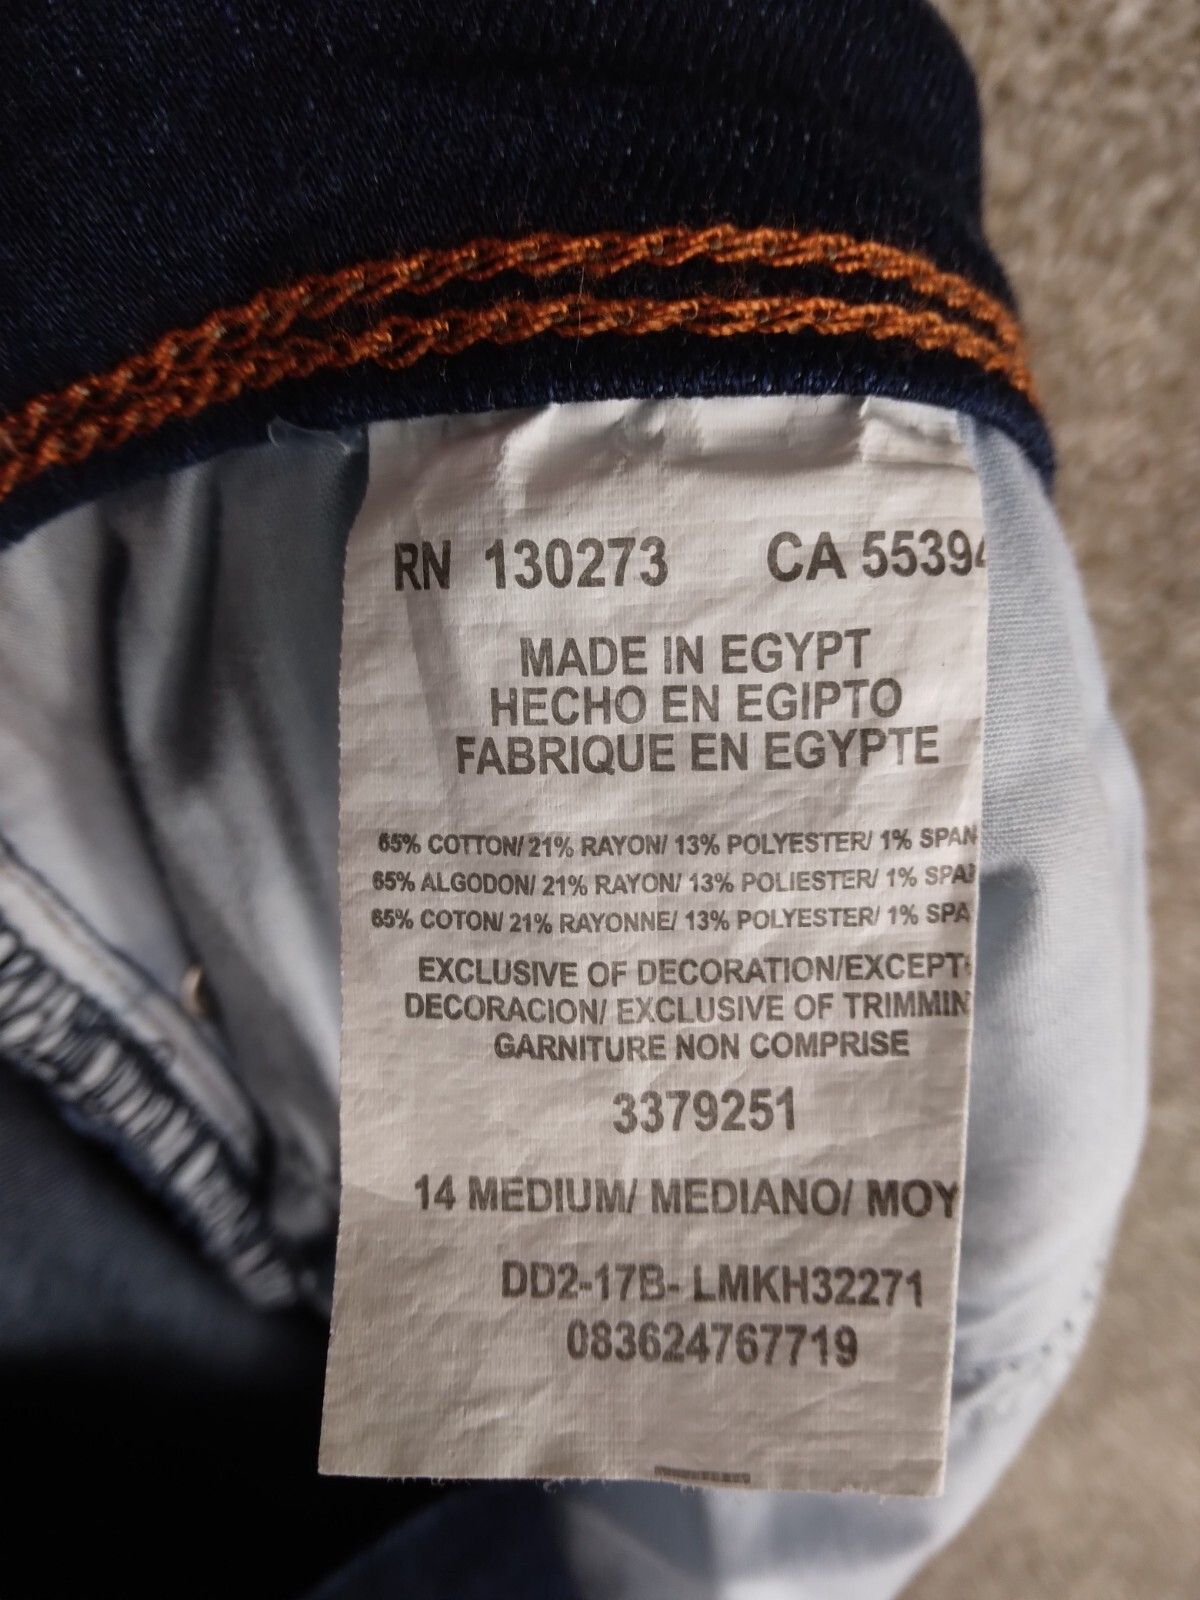 RN 130273 CA 55394
MADE IN EGYPT
HECHO EN EGIPTO
FABRIQUE EN EGYPTE
65% COTTON/ 21% RAYON/ 13% POLYESTER/ 1% SPAN
65% ALGODON/ 21% RAYON/ 13% POLIESTER/ 1% SPA
65% COTON/ 21% RAYONNE/ 13% POLYESTER/ 1% SPA
EXCLUSIVE OF DECORATION/EXCEPT
DECORACION/ EXCLUSIVE OF TRIMMIN
GARNITURE NON COMPRISE
3379251
14 MEDIUM/ MEDIANO/ MOY
DD2-17B- LMKH32271
083624767719